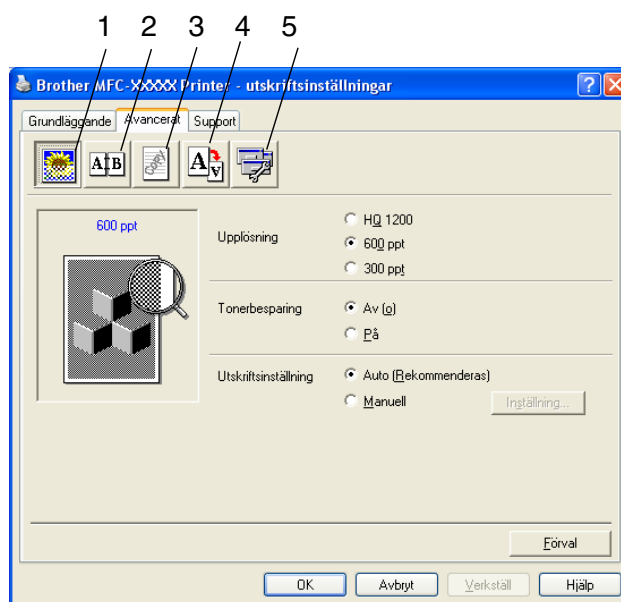 1 2 3 4 5
Brother MFC-XXXXX Printer - utskriftsinställningar
Grundläggande Avancerat Support
A B A A
600 ppt
Upplösning
HQ 1200
600 ppt
300 ppt
Tonerbesparing
Av (o)
På
Utskriftsinställning
Auto (Rekommenderas)
Manuell
Inställning...
Förval
OK Avbryt Verkställ Hjälp